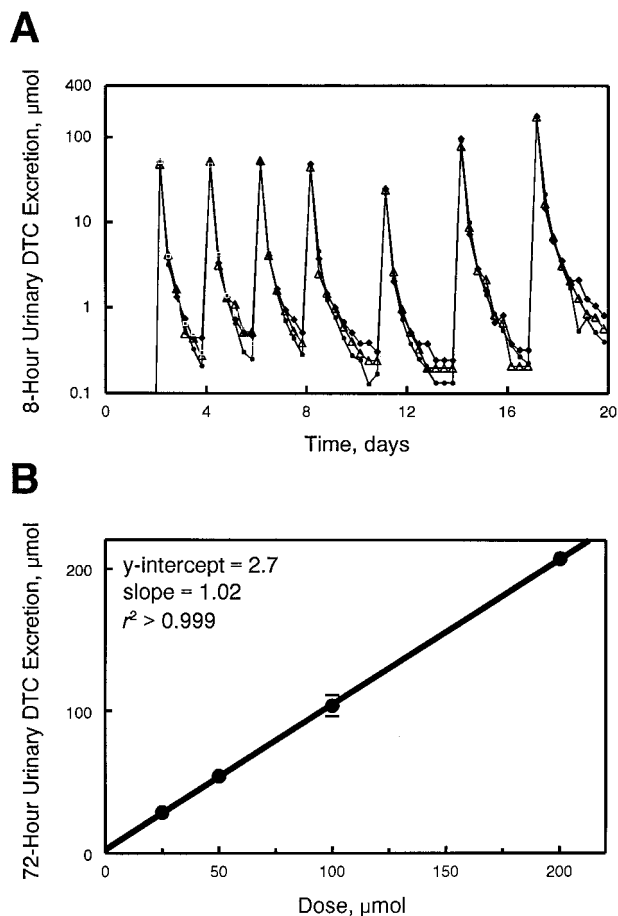 A
8-Hour Urinary DTC Excretion, µmol
400
100
10
1
0.1
0
4
8
12
16
20
Time, days
B
72-Hour Urinary DTC Excretion, µmol
y-intercept = 2.7
slope = 1.02
r² > 0.999
200
100
0
0
50
100
150
200
Dose, µmol